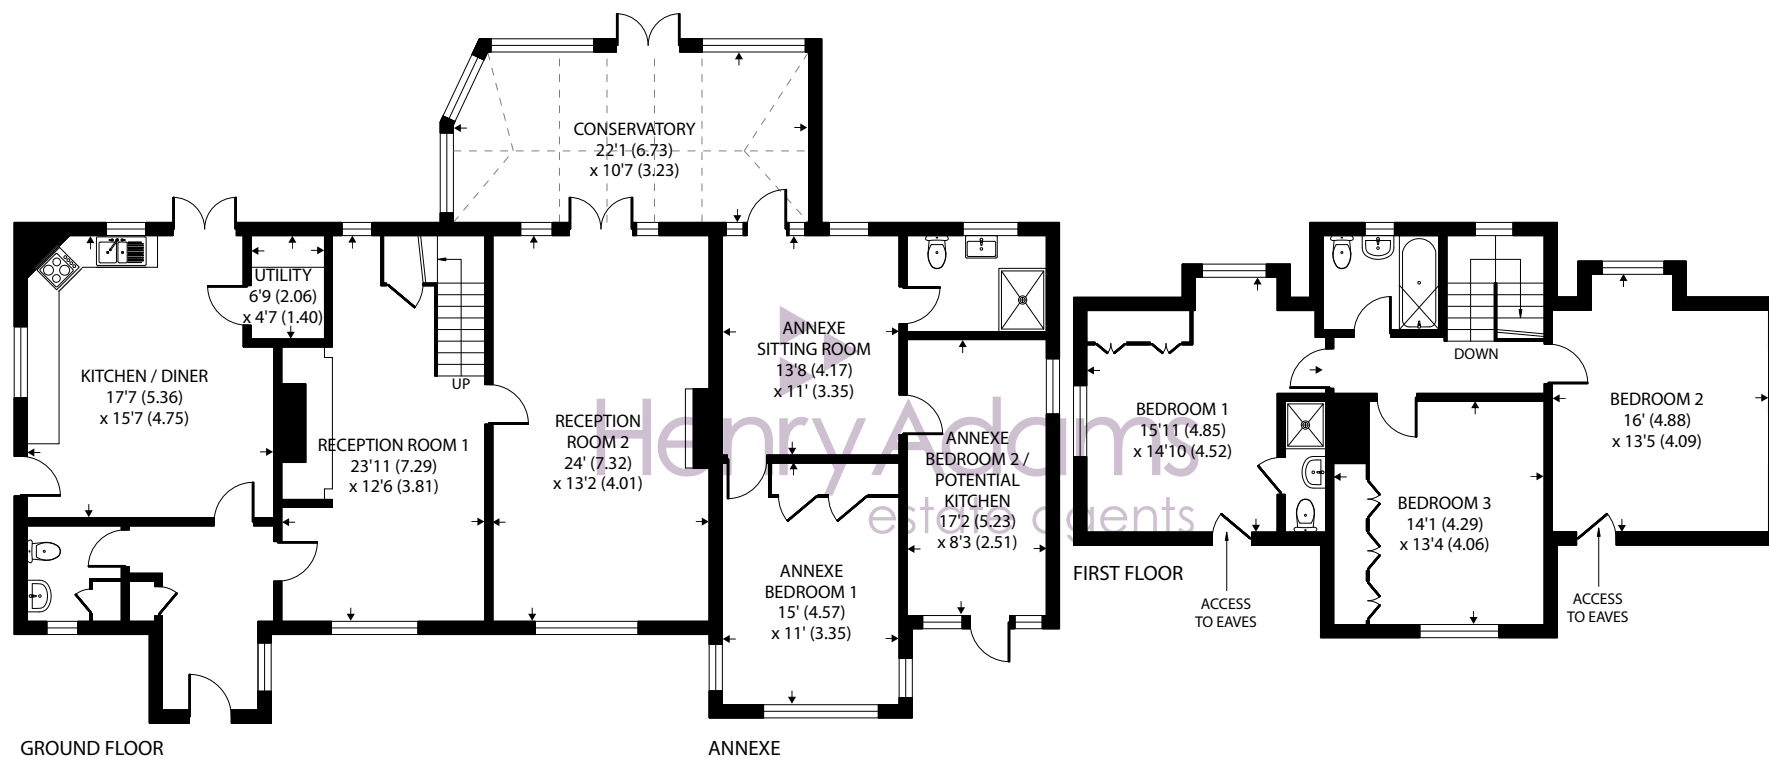 CONSERVATORY
22'1 (6.73)
x 10'7 (3.23)
UTILITY
6'9 (2.06)
x 4'7 (1.40)
KITCHEN / DINER
17'7 (5.36)
x 15'7 (4.75)
UP
RECEPTION ROOM 1
23'11 (7.29)
x 12'6 (3.81)
RECEPTION
ROOM 2
24' (7.32)
x 13'2 (4.01)
ANNEXE
SITTING ROOM
13'8 (4.17)
x 11' (3.35)
Henry Adams
estate agents
ANNEXE
BEDROOM 2 /
POTENTIAL
KITCHEN
17'2 (5.23)
x 8'3 (2.51)
ANNEXE
BEDROOM 1
15' (4.57)
x 11' (3.35)
GROUND FLOOR
ANNEXE
DOWN
BEDROOM 1
15'11 (4.85)
x 14'10 (4.52)
BEDROOM 2
16' (4.88)
x 13'5 (4.09)
BEDROOM 3
14'1 (4.29)
x 13'4 (4.06)
FIRST FLOOR
ACCESS
TO EAVES
ACCESS
TO EAVES